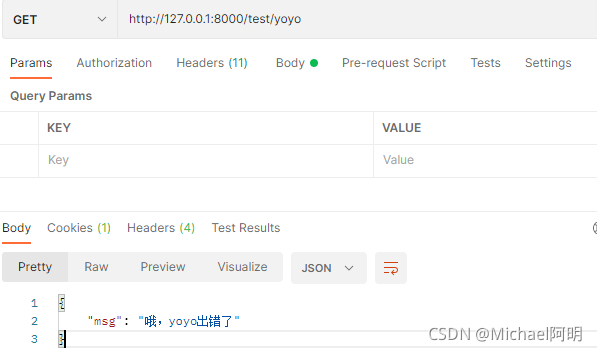 GET http://127.0.0.1:8000/test/yoyo
Params Authorization Headers (11) Body Pre-request Script Tests Settings
Query Params
KEY VALUE
Key Value
Body Cookies (1) Headers (4) Test Results
Pretty Raw Preview Visualize JSON
1 {
2 "msg": "哦，yoyo出错了"
3 }
CSDN @Michael阿明